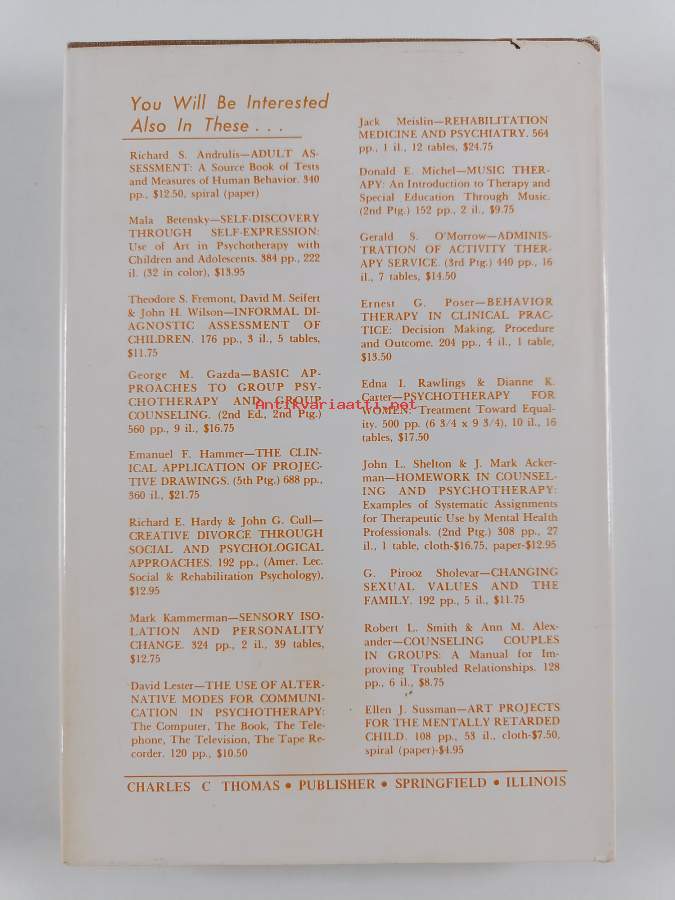 You Will Be Interested
Also In These . . .
Richard S. Andrulis—ADULT AS-
SESSMENT: A Source Book of Tests
and Measures of Human Behavior. 340
pp., $12.50, spiral (paper)
Mala Betensky—SELF-DISCOVERY
THROUGH SELF-EXPRESSION:
Use of Art in Psychotherapy with
Children and Adolescents. 384 pp., 222
il. (32 in color), $13.95
Theodore S. Fremont, David M. Seifert
& John H. Wilson—INFORMAL DI-
AGNOSTIC ASSESSMENT OF
CHILDREN. 176 pp., 3 il., 5 tables,
$11.75
George M. Gazda—BASIC AP-
PROACHES TO GROUP PSY-
CHOTHERAPY AND GROUP
COUNSELING. (2nd Ed., 2nd Ptg.)
560 pp., 9 il., $16.75
Emanuel F. Hammer—THE CLIN-
ICAL APPLICATION OF PROJEC-
TIVE DRAWINGS. (5th Ptg.) 688 pp.,
360 il., $21.75
Richard E. Hardy & John G. Cull—
CREATIVE DIVORCE THROUGH
SOCIAL AND PSYCHOLOGICAL
APPROACHES. 192 pp., (Amer. Lec.
Social & Rehabilitation Psychology),
$12.95
Mark Kammerman—SENSORY ISO-
LATION AND PERSONALITY
CHANGE. 324 pp., 2 il., 39 tables,
$12.75
David Lester—THE USE OF ALTER-
NATIVE MODES FOR COMMUNI-
CATION IN PSYCHOTHERAPY:
The Computer, The Book, The Tele-
phone, The Television, The Tape Re-
corder. 120 pp., $10.50
Jack Meislin—REHABILITATION
MEDICINE AND PSYCHIATRY. 564
pp., 1 il., 12 tables, $24.75
Donald E. Michel—MUSIC THER-
APY: An Introduction to Therapy and
Special Education Through Music.
(2nd Ptg.) 152 pp., 2 il., $9.75
Gerald S. O'Morrow—ADMINIS-
TRATION OF ACTIVITY THER-
APY SERVICE. (3rd Ptg.) 440 pp., 16
il., 7 tables, $14.50
Ernest G. Poser—BEHAVIOR
THERAPY IN CLINICAL PRAC-
TICE: Decision Making, Procedure
and Outcome. 204 pp., 4 il., 1 table,
$13.50
Edna I. Rawlings & Dianne K.
Carter—PSYCHOTHERAPY FOR
WOMEN: Treatment Toward Equal-
ity. 500 pp. (6 3/4 x 9 3/4), 10 il., 16
tables, $17.50
John L. Shelton & J. Mark Acker-
man—HOMEWORK IN COUNSEL-
ING AND PSYCHOTHERAPY:
Examples of Systematic Assignments
for Therapeutic Use by Mental Health
Professionals. (2nd Ptg.) 308 pp., 27
il., 1 table, cloth-$16.75, paper-$12.95
G. Pirooz Sholevar—CHANGING
SEXUAL VALUES AND THE
FAMILY. 192 pp., 5 il., $11.75
Robert L. Smith & Ann M. Alex-
ander—COUNSELING COUPLES
IN GROUPS: A Manual for Im-
proving Troubled Relationships. 128
pp., 6 il., $8.75
Ellen J. Sussman—ART PROJECTS
FOR THE MENTALLY RETARDED
CHILD. 108 pp., 53 il., cloth-$7.50,
spiral (paper)-$4.95
CHARLES C THOMAS • PUBLISHER • SPRINGFIELD • ILLINOIS
Antikvariaatti.net